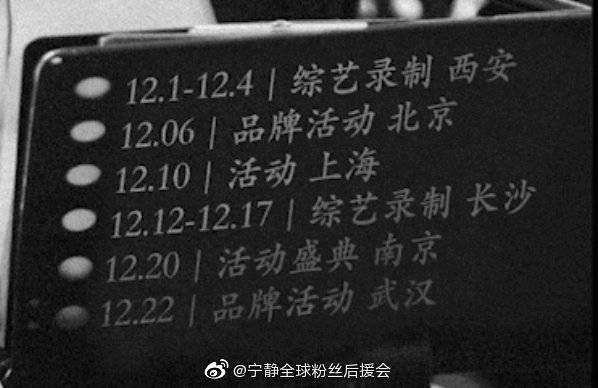 12.1-12.4 | 综艺录制 西安
12.06 | 品牌活动 北京
12.10 | 活动 上海
12.12-12.17 | 综艺录制 长沙
12.20 | 活动盛典 南京
12.22 | 品牌活动 武汉
@宁静全球粉丝后援会